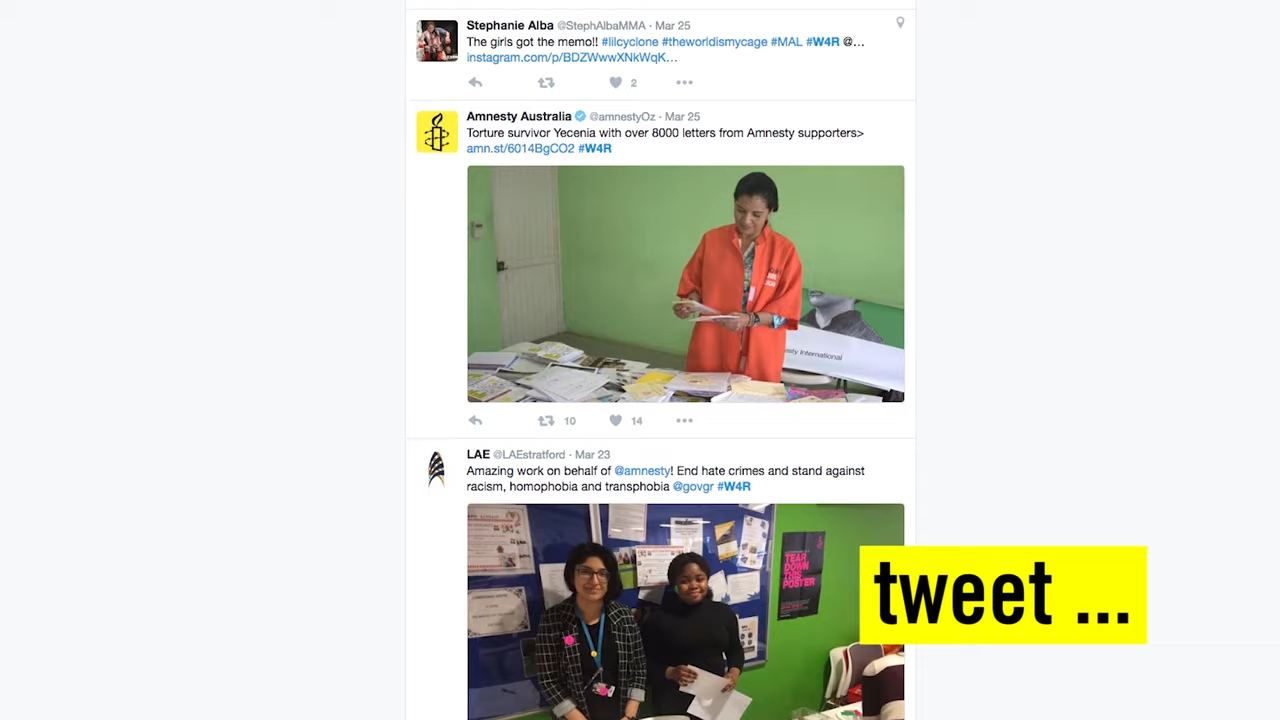 Stephanie Alba @StephAlbaMMA · Mar 25
The girls got the memo!! #lilcyclone #theworldismycage #MAL #W4R @…
instagram.com/p/BDZWwwXNkWqK…
2
Amnesty Australia @amnestyOz · Mar 25
Torture survivor Yecenia with over 8000 letters from Amnesty supporters>
amn.st/6014BgCO2 #W4R
esty International
10 14
LAE @LAEstratford · Mar 23
Amazing work on behalf of @amnesty! End hate crimes and stand against
racism, homophobia and transphobia @govgr #W4R
TEAR
DOWN
THIS
POSTER
tweet ...